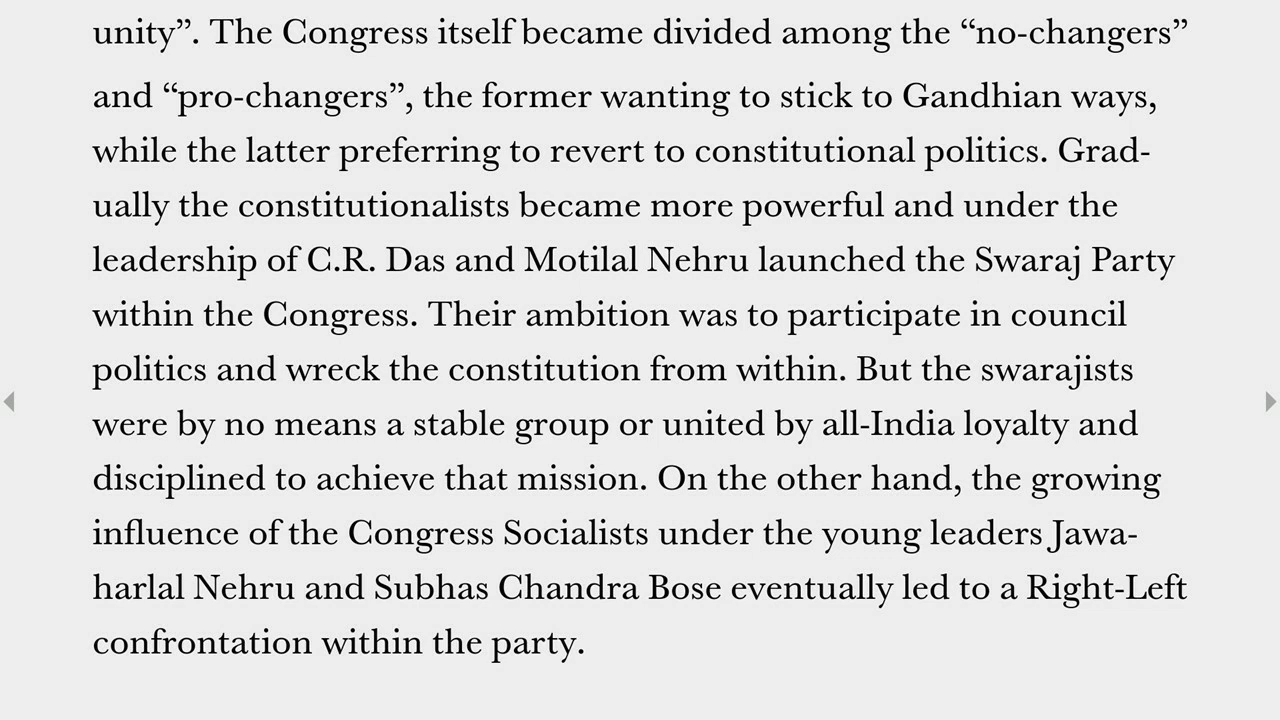 unity”. The Congress itself became divided among the “no-changers”
and “pro-changers”, the former wanting to stick to Gandhian ways,
while the latter preferring to revert to constitutional politics. Grad-
ually the constitutionalists became more powerful and under the
leadership of C.R. Das and Motilal Nehru launched the Swaraj Party
within the Congress. Their ambition was to participate in council
politics and wreck the constitution from within. But the swarajists
were by no means a stable group or united by all-India loyalty and
disciplined to achieve that mission. On the other hand, the growing
influence of the Congress Socialists under the young leaders Jawa-
harlal Nehru and Subhas Chandra Bose eventually led to a Right-Left
confrontation within the party.